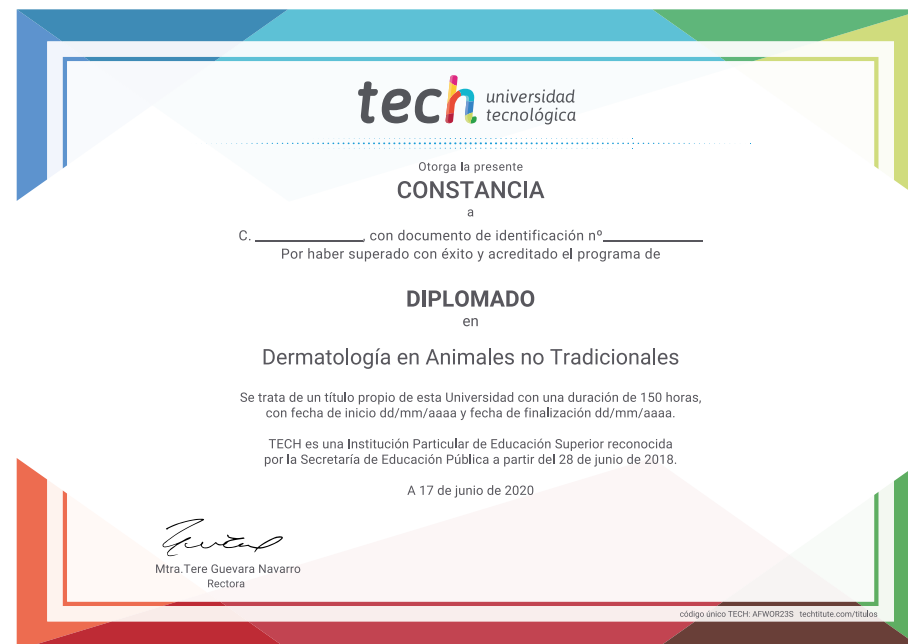 tech universidad
tecnológica
Otorga la presente
CONSTANCIA
a
C. ____________, con documento de identificación nº____________
Por haber superado con éxito y acreditado el programa de
DIPLOMADO
en
Dermatología en Animales no Tradicionales
Se trata de un título propio de esta Universidad con una duración de 150 horas,
con fecha de inicio dd/mm/aaaa y fecha de finalización dd/mm/aaaa.
TECH es una Institución Particular de Educación Superior reconocida
por la Secretaría de Educación Pública a partir del 28 de junio de 2018.
A 17 de junio de 2020
Mtra.Tere Guevara Navarro
Rectora
código único TECH: AFWOR23S techtitute.com/titulos